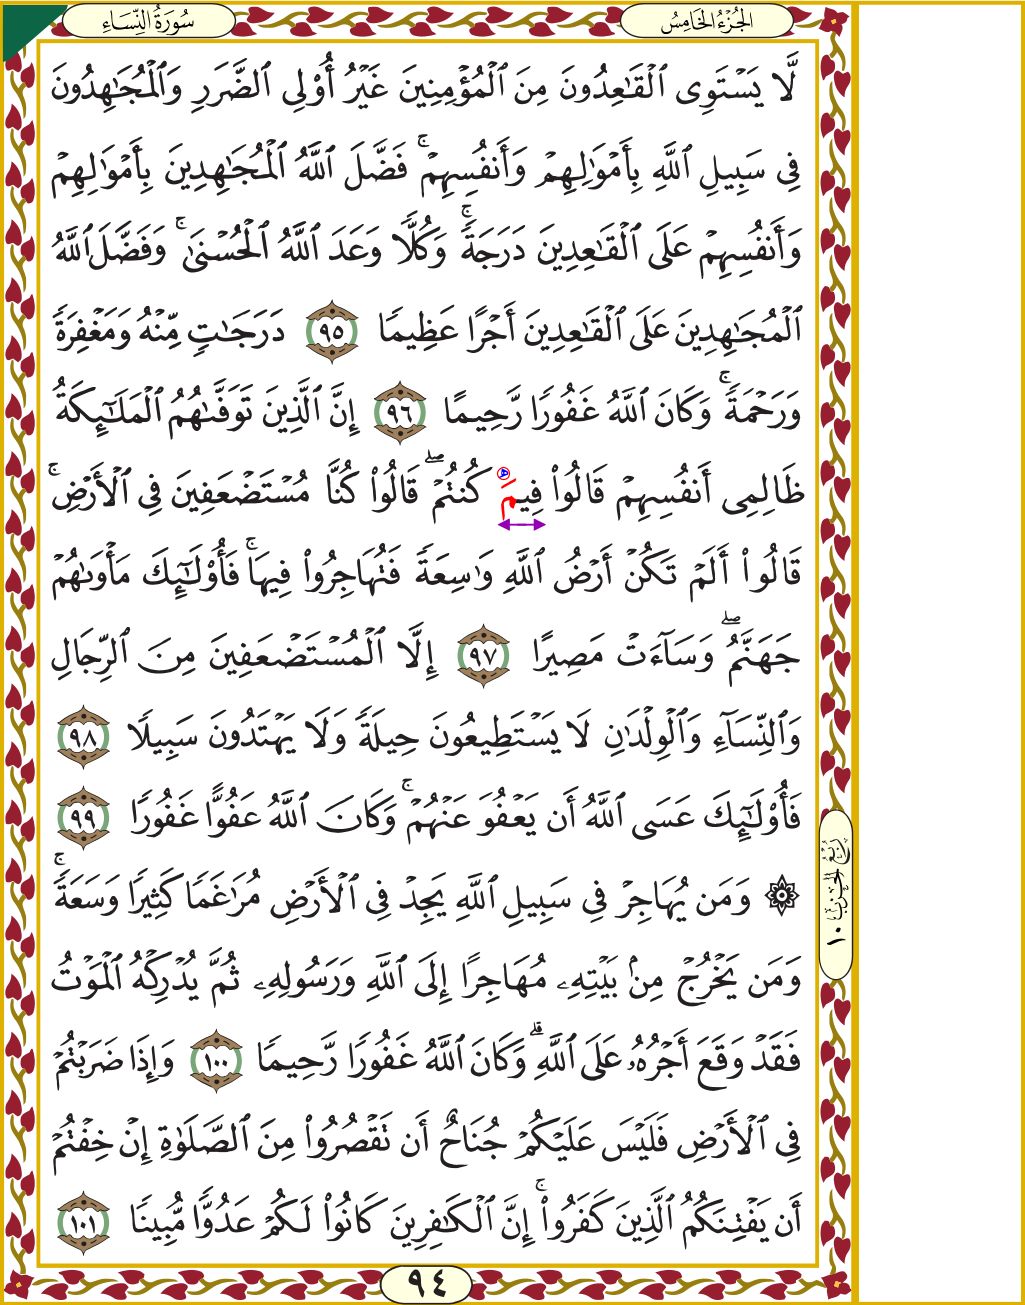 سُورَةُ النِّسَاءِ
الجُزْءُ الخَامِسُ
لَّا يَسْتَوِى ٱلْقَـٰعِدُونَ مِنَ ٱلْمُؤْمِنِينَ غَيْرُ أُو۟لِى ٱلضَّرَرِ وَٱلْمُجَـٰهِدُونَ
فِى سَبِيلِ ٱللَّهِ بِأَمْوَٰلِهِمْ وَأَنفُسِهِمْ ۚ فَضَّلَ ٱللَّهُ ٱلْمُجَـٰهِدِينَ بِأَمْوَٰلِهِمْ
وَأَنفُسِهِمْ عَلَى ٱلْقَـٰعِدِينَ دَرَجَةً ۚ وَكُلًّا وَعَدَ ٱللَّهُ ٱلْحُسْنَىٰ ۚ وَفَضَّلَ ٱللَّهُ
ٱلْمُجَـٰهِدِينَ عَلَى ٱلْقَـٰعِدِينَ أَجْرًا عَظِيمًا ٩٥ دَرَجَـٰتٍ مِّنْهُ وَمَغْفِرَةً
وَرَحْمَةً ۚ وَكَانَ ٱللَّهُ غَفُورًا رَّحِيمًا ٩٦ إِنَّ ٱلَّذِينَ تَوَفَّىٰهُمُ ٱلْمَلَـٰٓئِكَةُ
ظَالِمِىٓ أَنفُسِهِمْ قَالُوا۟ فِيمَ كُنتُمْ ۖ قَالُوا۟ كُنَّا مُسْتَضْعَفِينَ فِى ٱلْأَرْضِ ۚ
قَالُوٓا۟ أَلَمْ تَكُنْ أَرْضُ ٱللَّهِ وَٰسِعَةً فَتُهَاجِرُوا۟ فِيهَا ۚ فَأُو۟لَـٰٓئِكَ مَأْوَىٰهُمْ
جَهَنَّمُ ۖ وَسَآءَتْ مَصِيرًا ٩٧ إِلَّا ٱلْمُسْتَضْعَفِينَ مِنَ ٱلرِّجَالِ
وَٱلنِّسَآءِ وَٱلْوِلْدَٰنِ لَا يَسْتَطِيعُونَ حِيلَةً وَلَا يَهْتَدُونَ سَبِيلًا ٩٨
فَأُو۟لَـٰٓئِكَ عَسَى ٱللَّهُ أَن يَعْفُوَ عَنْهُمْ ۚ وَكَانَ ٱللَّهُ عَفُوًّا غَفُورًا ٩٩
۞ وَمَن يُهَاجِرْ فِى سَبِيلِ ٱللَّهِ يَجِدْ فِى ٱلْأَرْضِ مُرَٰغَمًا كَثِيرًا وَسَعَةً ۚ
وَمَن يَخْرُجْ مِنۢ بَيْتِهِۦ مُهَاجِرًا إِلَى ٱللَّهِ وَرَسُولِهِۦ ثُمَّ يُدْرِكْهُ ٱلْمَوْتُ
فَقَدْ وَقَعَ أَجْرُهُۥ عَلَى ٱللَّهِ ۗ وَكَانَ ٱللَّهُ غَفُورًا رَّحِيمًا ١٠٠ وَإِذَا ضَرَبْتُمْ
فِى ٱلْأَرْضِ فَلَيْسَ عَلَيْكُمْ جُنَاحٌ أَن تَقْصُرُوا۟ مِنَ ٱلصَّلَوٰةِ إِنْ خِفْتُمْ
أَن يَفْتِنَكُمُ ٱلَّذِينَ كَفَرُوٓا۟ ۚ إِنَّ ٱلْكَـٰفِرِينَ كَانُوا۟ لَكُمْ عَدُوًّا مُّبِينًا ١٠١
رُبْعُ الحِزْبِ ١٠
٩٤